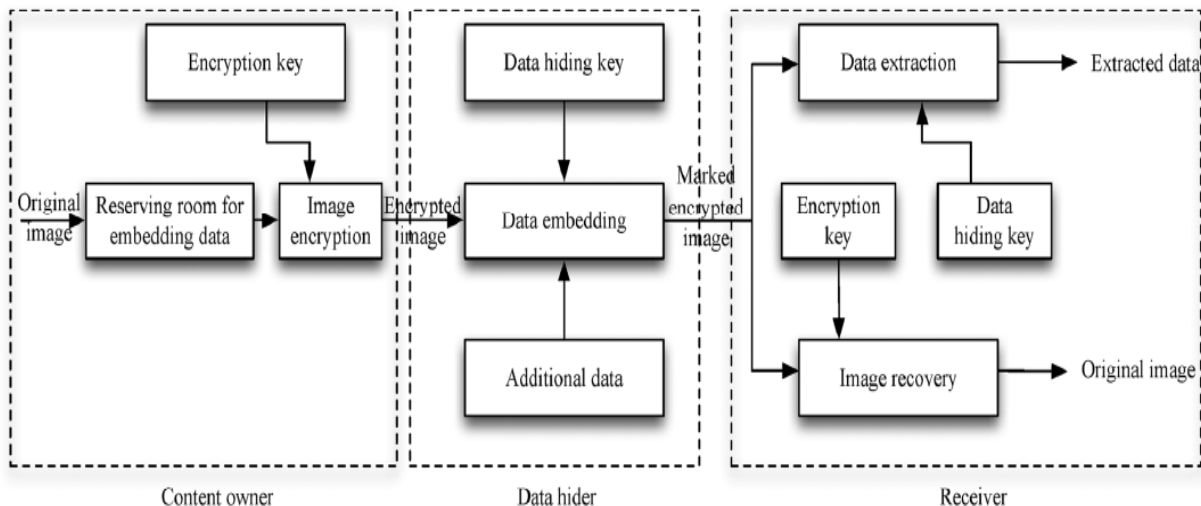 Encryption key
Original
image
Reserving room for
embedding data
Image
encryption
Encrypted
image
Content owner
Data hiding key
Data embedding
Additional data
Marked
encrypted
image
Data hider
Data extraction
Extracted data
Encryption
key
Data
hiding key
Image recovery
Original image
Receiver